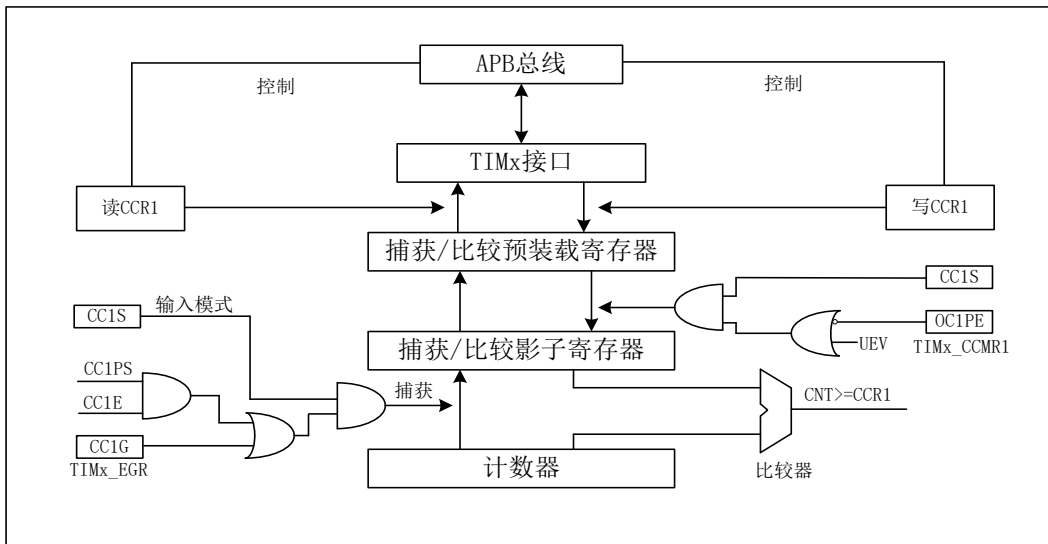 APB总线
控制
控制
TIMx接口
读CCR1
写CCR1
捕获/比较预装载寄存器
CC1S
输入模式
CC1S
OC1PE
UEV
TIMx_CCMR1
捕获/比较影子寄存器
CC1PS
捕获
CNT>=CCR1
CC1E
CC1G
TIMx_EGR
计数器
比较器